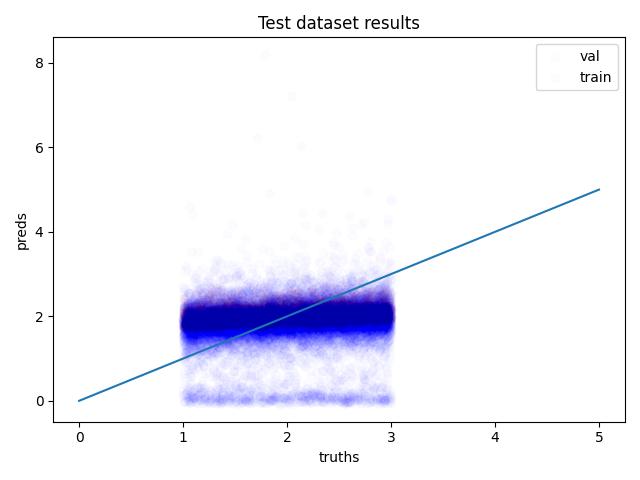 Test dataset results
val
train
preds
8
6
4
2
0
0 1 2 3 4 5
truths